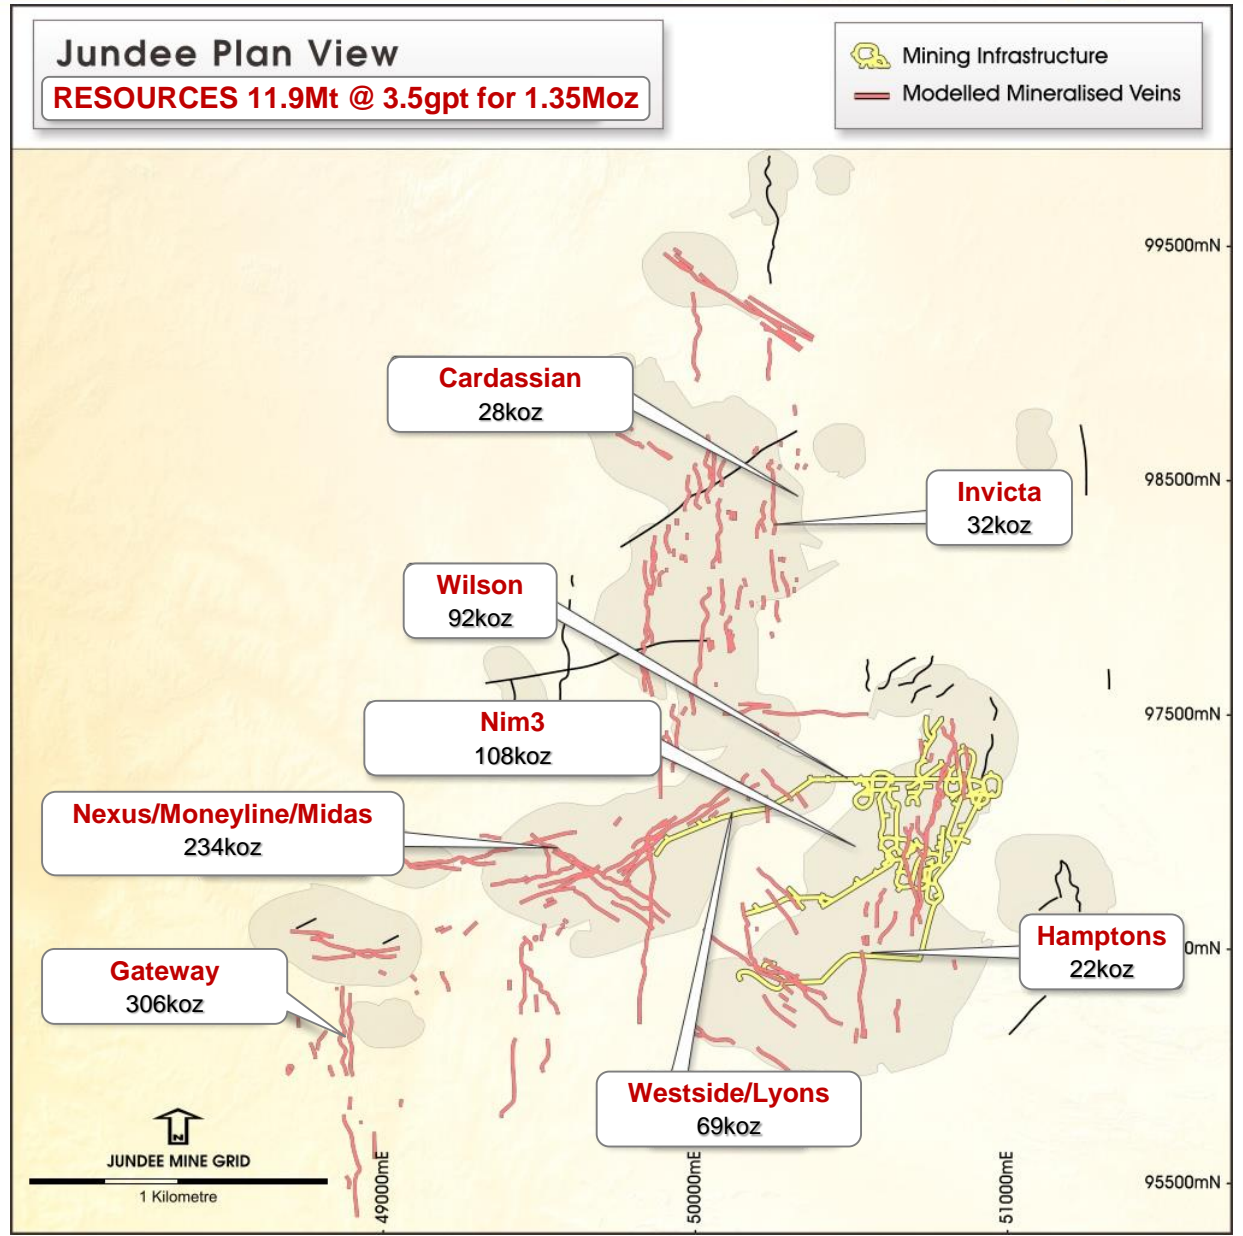 Jundee Plan View
RESOURCES 11.9Mt @ 3.5gpt for 1.35Moz
Mining Infrastructure
Modelled Mineralised Veins
99500mN
Cardassian
28koz
98500mN
Invicta
32koz
Wilson
92koz
97500mN
Nim3
108koz
Nexus/Moneyline/Midas
234koz
Hamptons
22koz
0mN
Gateway
306koz
Westside/Lyons
69koz
N
JUNDEE MINE GRID
1 Kilometre
49000mE
50000mE
51000mE
95500mN